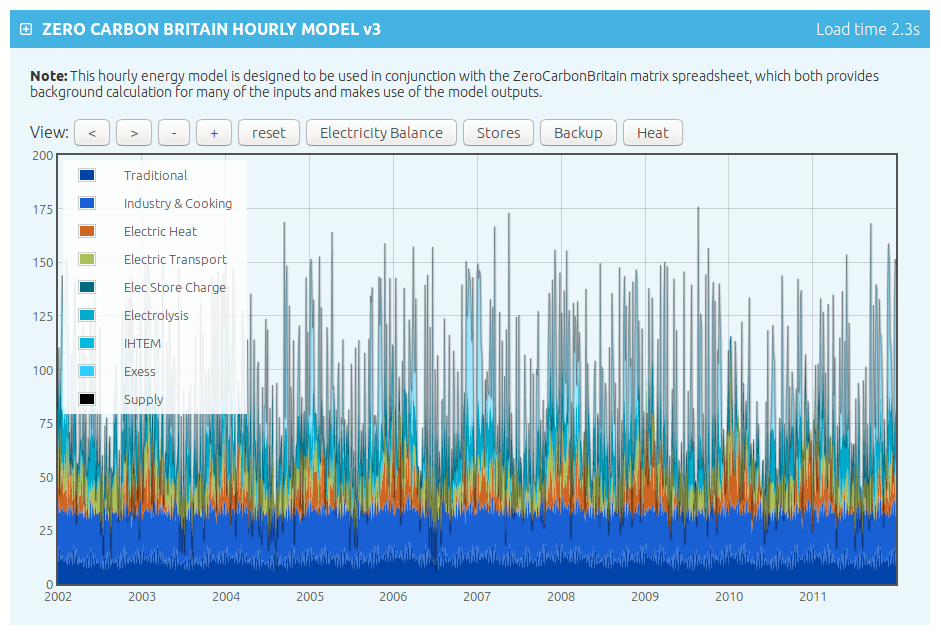 ZERO CARBON BRITAIN HOURLY MODEL v3 Load time 2.3s
Note: This hourly energy model is designed to be used in conjunction with the ZeroCarbonBritain matrix spreadsheet, which both provides
background calculation for many of the inputs and makes use of the model outputs.
View: < > - + reset Electricity Balance Stores Backup Heat
200
175
150
125
100
75
50
25
0
Traditional
Industry & Cooking
Electric Heat
Electric Transport
Elec Store Charge
Electrolysis
IHTEM
Exess
Supply
2002 2003 2004 2005 2006 2007 2008 2009 2010 2011